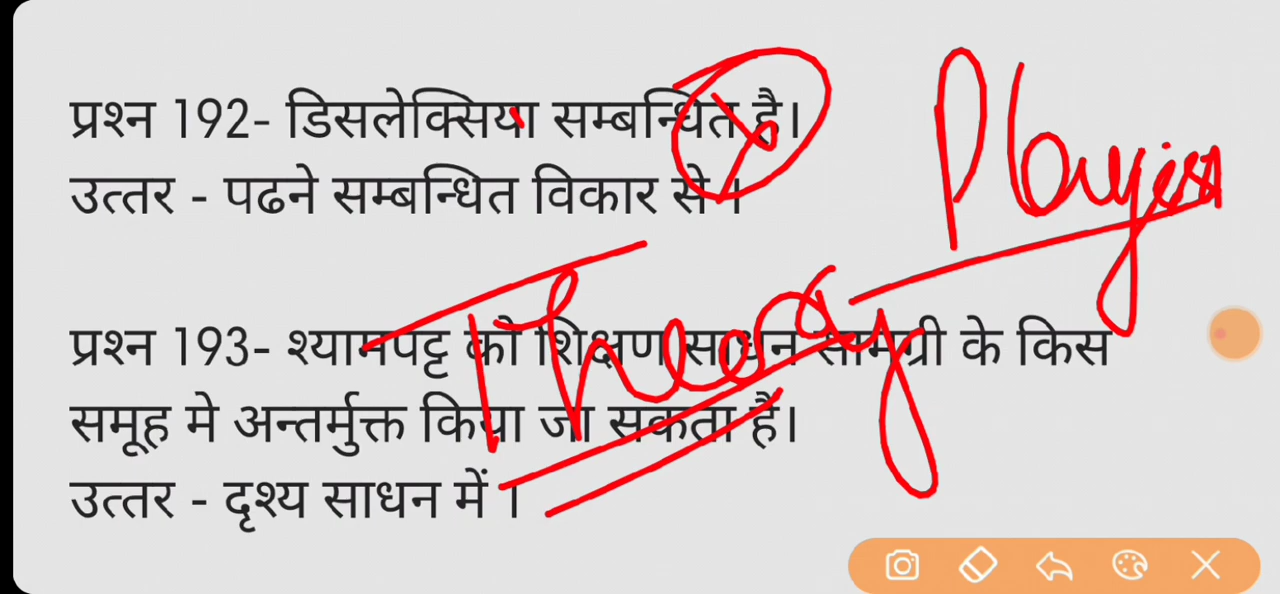 प्रश्न 192- डिसलेक्सिया सम्बन्धित है।
उत्तर - पढने सम्बन्धित विकार से ।
प्रश्न 193- श्यामपट्ट को शिक्षण साधन सामग्री के किस
समूह मे अन्तर्मुक्त किया जा सकता है।
उत्तर - दृश्य साधन में ।
Theory